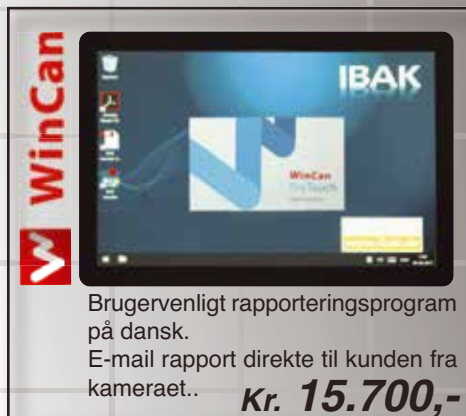 WinCan
IBAK
WinCan
Brugervenligt rapporteringsprogram
på dansk.
E-mail rapport direkte til kunden fra
kameraet..
Kr. 15.700,-